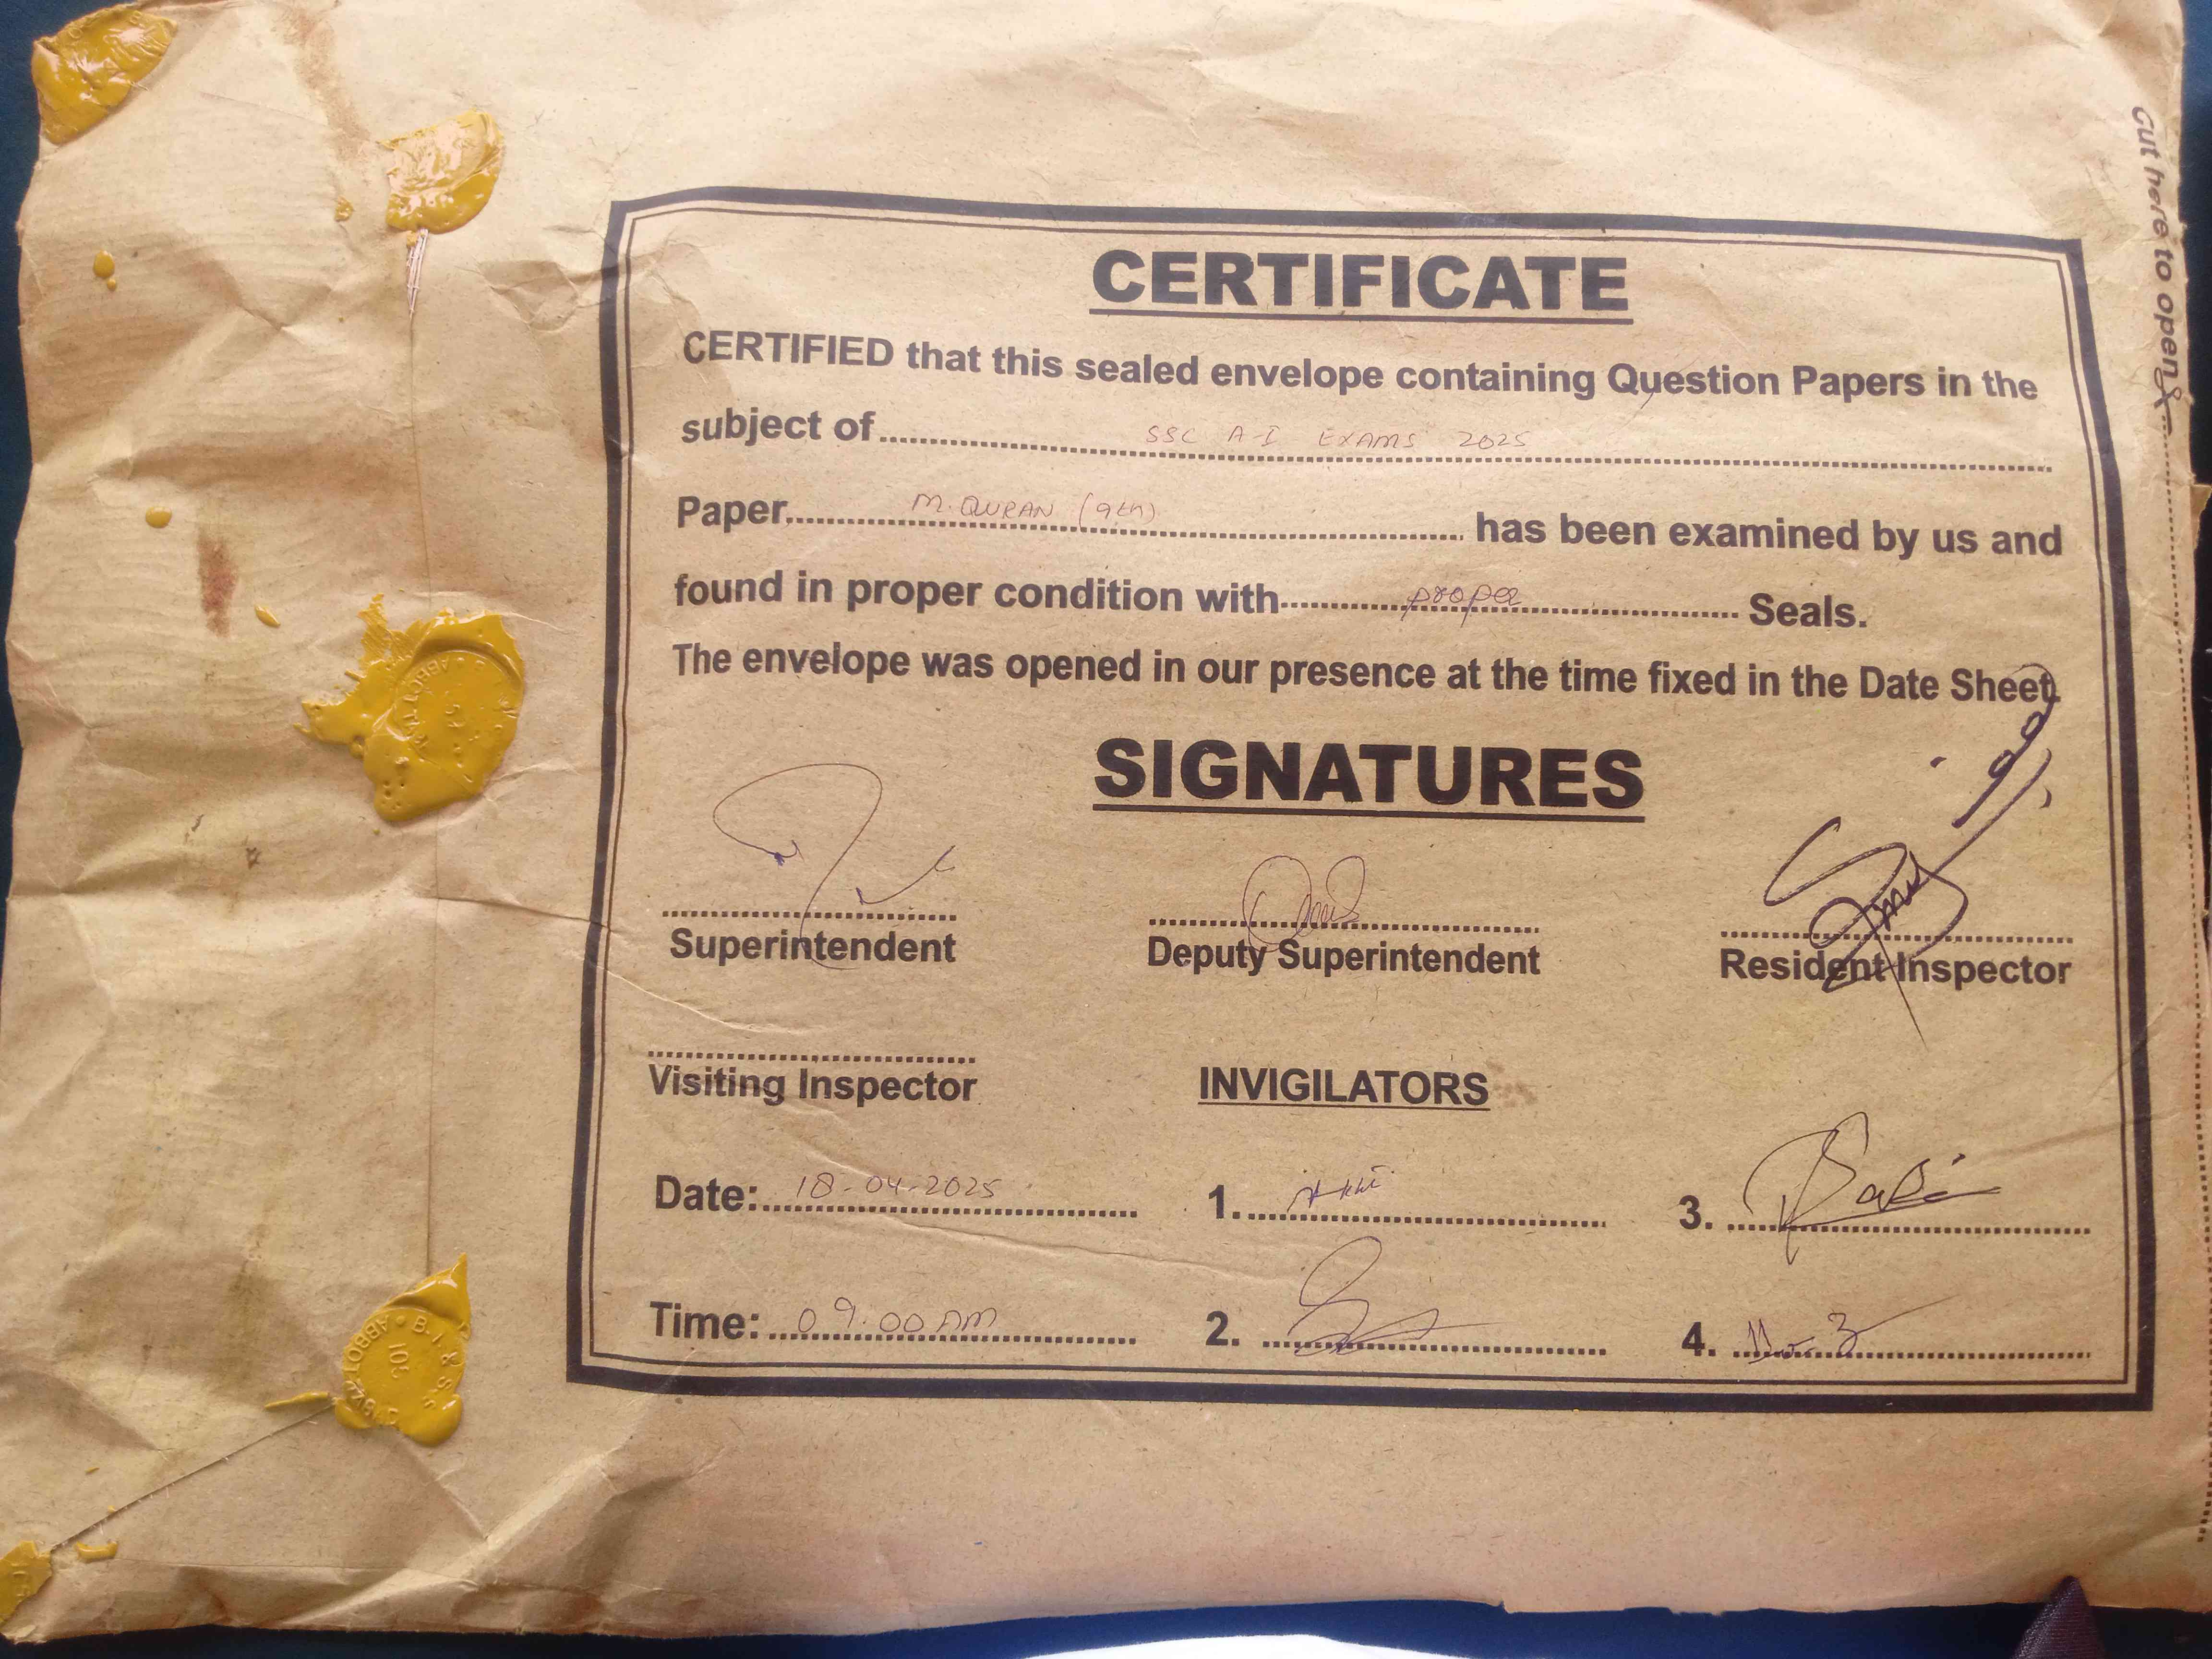 CERTIFICATE
CERTIFIED that this sealed envelope containing Question Papers in the
subject of SSC A-I EXAMS 2025
Paper M. QURAN (9th) has been examined by us and
found in proper condition with proper Seals.
The envelope was opened in our presence at the time fixed in the Date Sheet.
SIGNATURES
Superintendent Deputy Superintendent Resident Inspector
Visiting Inspector INVIGILATORS
Date: 18-04-2025 1. 3.
Time: 09:00 AM 2. 4.
Cut here to open
B-I & S-S
301